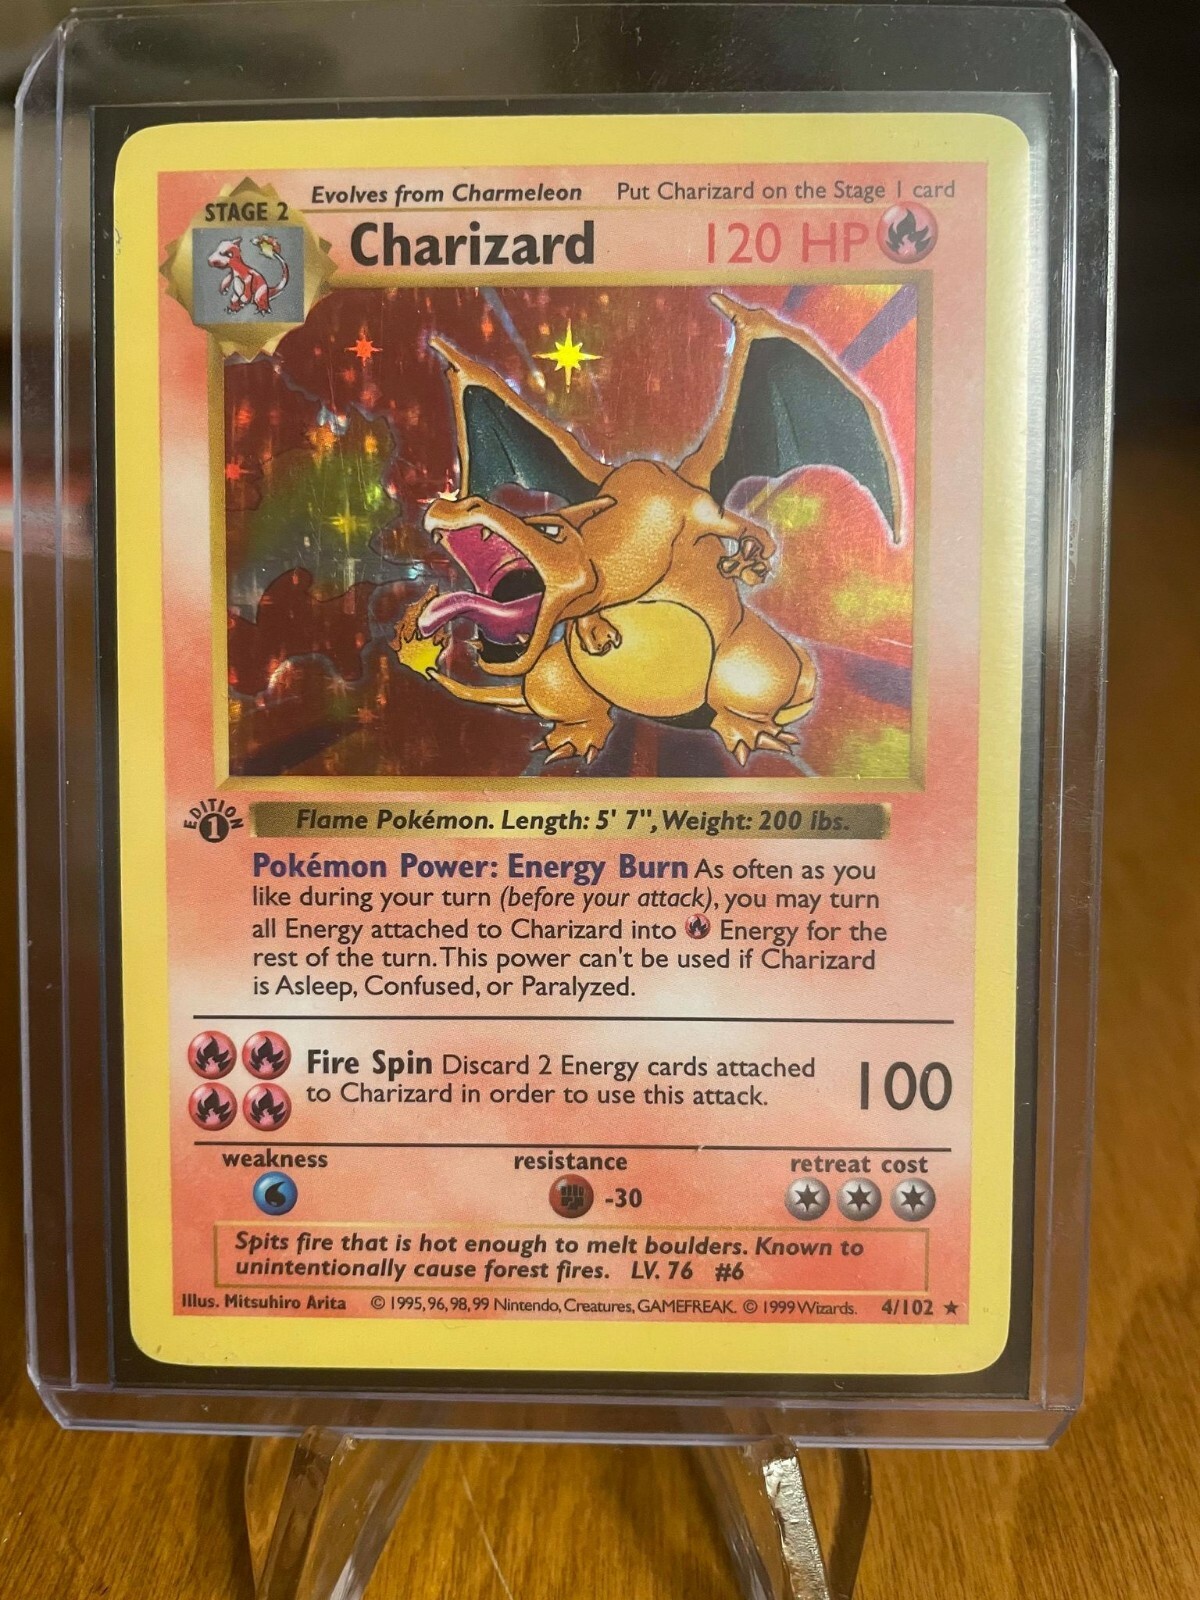 Evolves from Charmeleon Put Charizard on the Stage 1 card
STAGE 2
Charizard 120 HP
EDITION
1
Flame Pokémon. Length: 5' 7", Weight: 200 lbs.
Pokémon Power: Energy Burn As often as you
like during your turn (before your attack), you may turn
all Energy attached to Charizard into Energy for the
rest of the turn. This power can't be used if Charizard
is Asleep, Confused, or Paralyzed.
Fire Spin Discard 2 Energy cards attached
to Charizard in order to use this attack.
100
weakness resistance retreat cost
-30
Spits fire that is hot enough to melt boulders. Known to
unintentionally cause forest fires. LV. 76 #6
Illus. Mitsuhiro Arita © 1995, 96, 98, 99 Nintendo, Creatures, GAMEFREAK. © 1999 Wizards. 4/102 ★